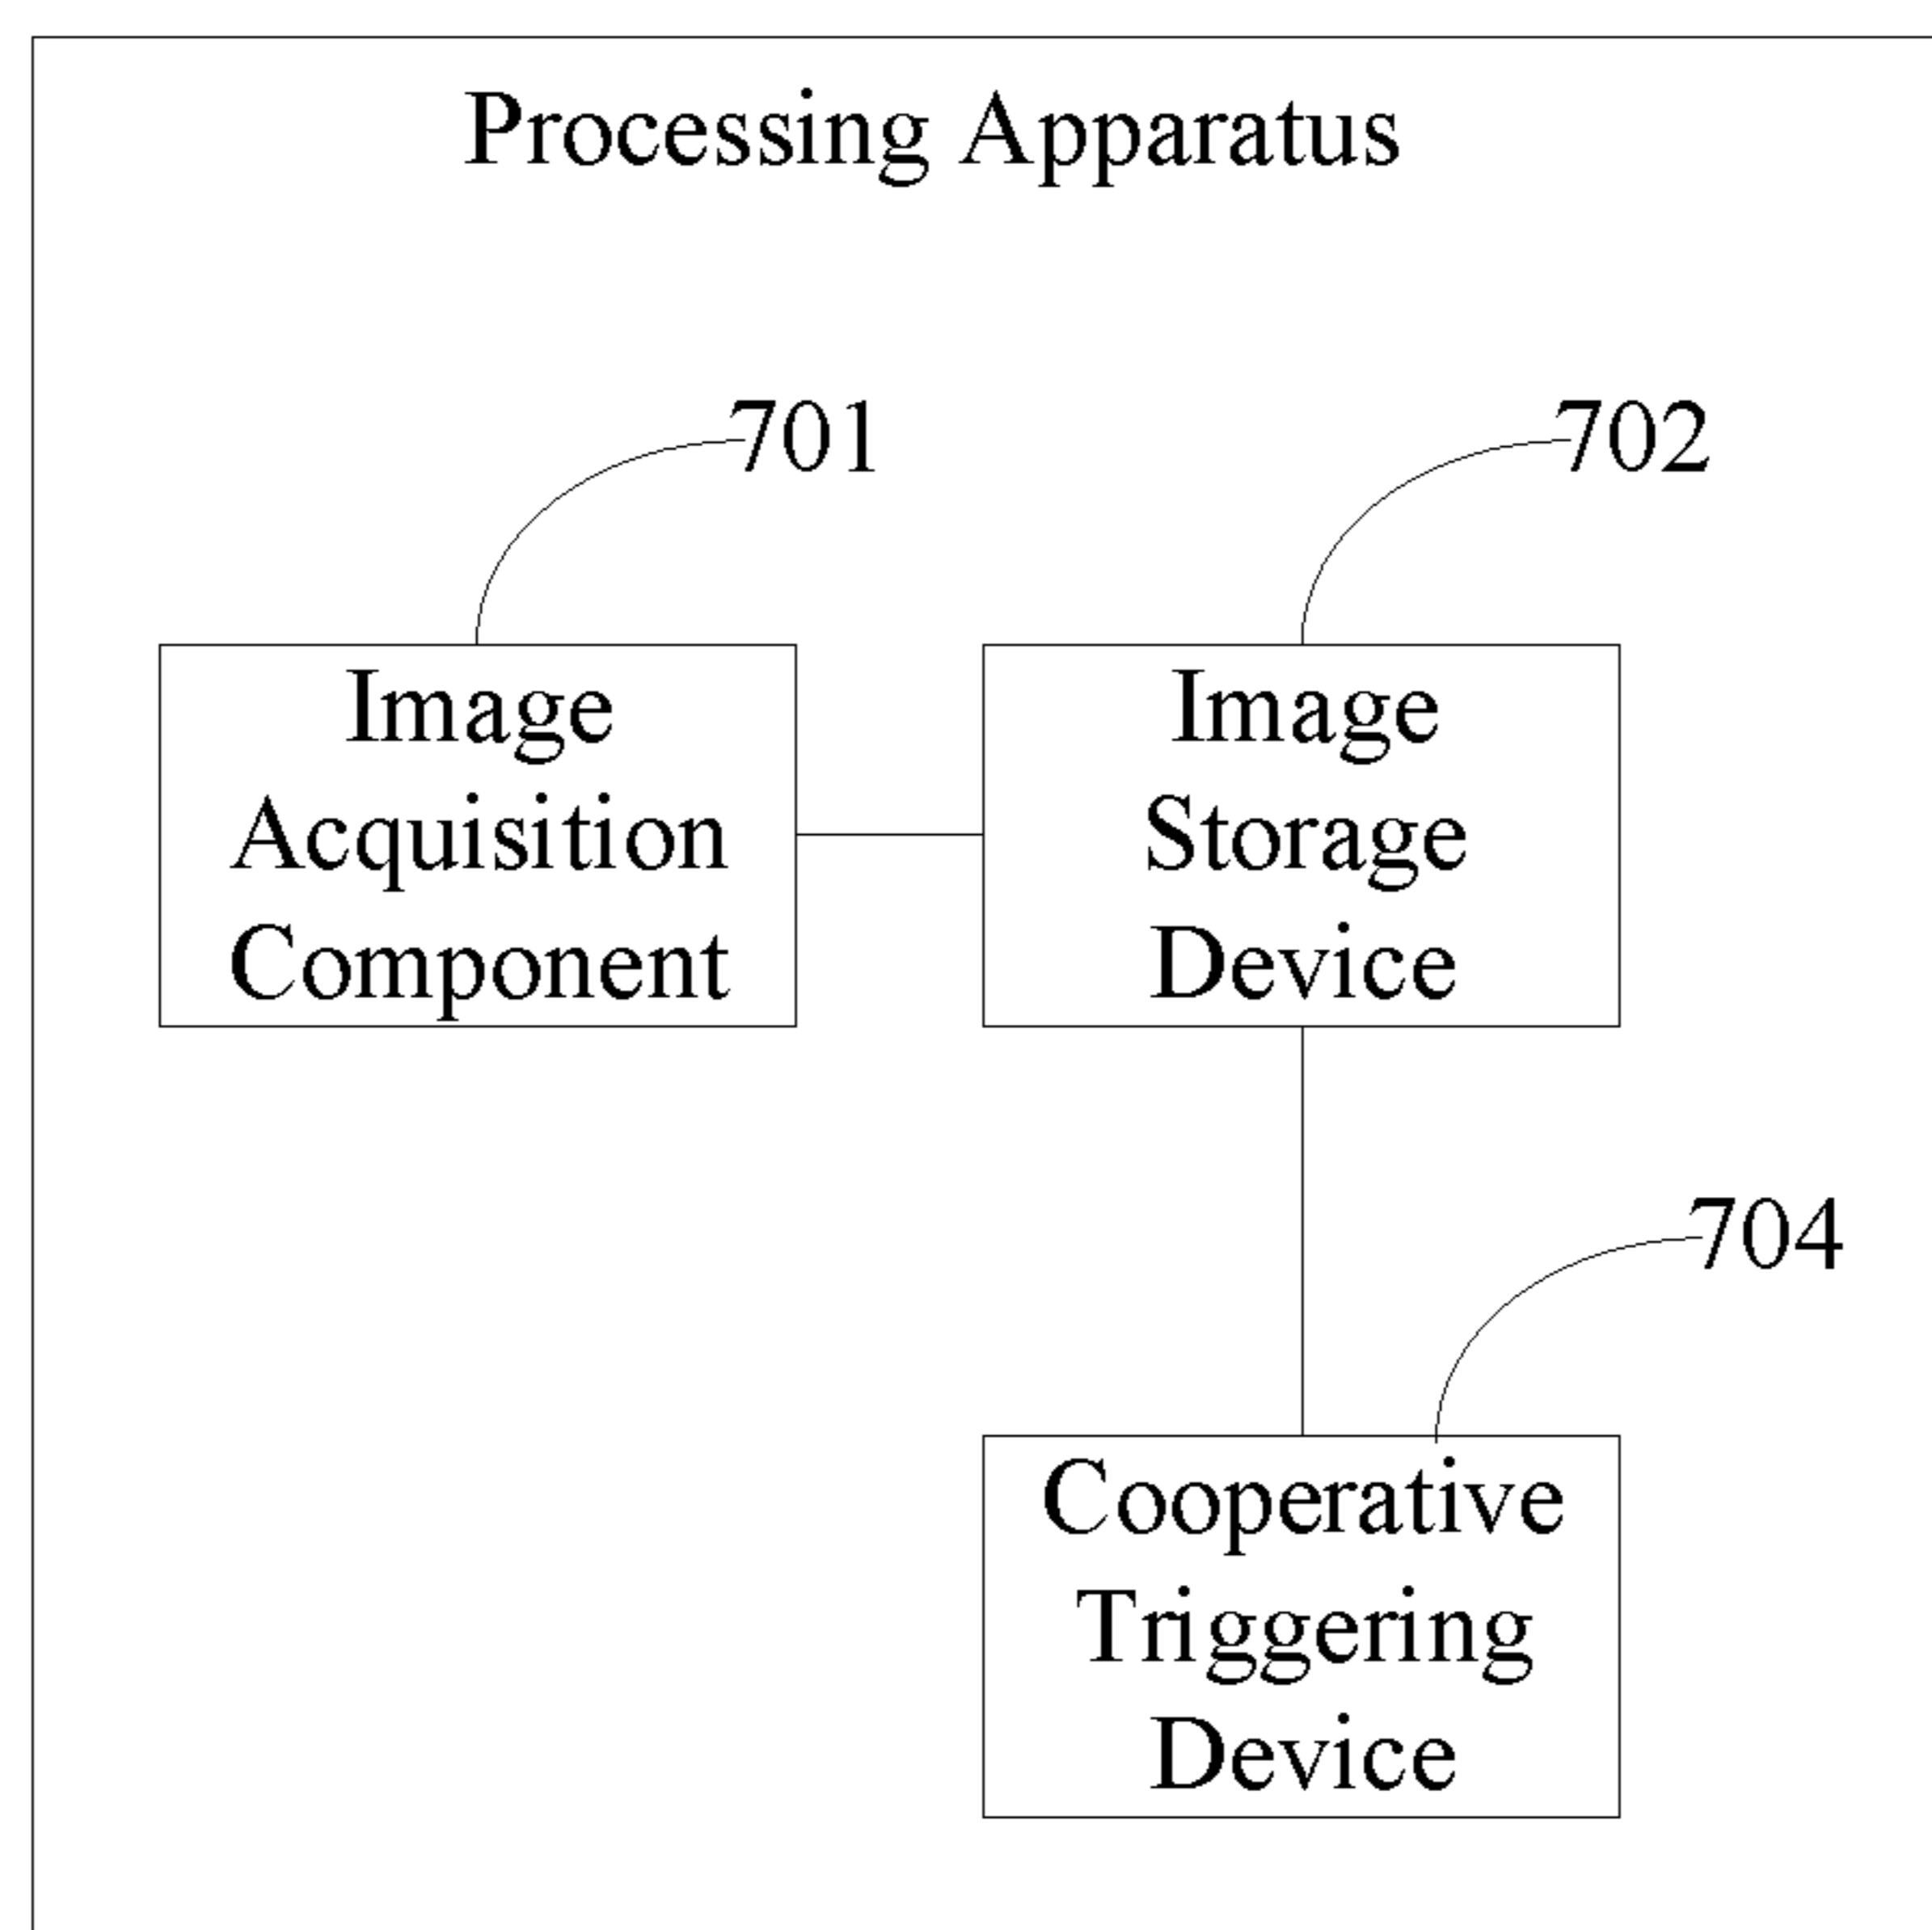 Processing Apparatus
701
702
Image
Acquisition
Component
Image
Storage
Device
704
Cooperative
Triggering
Device